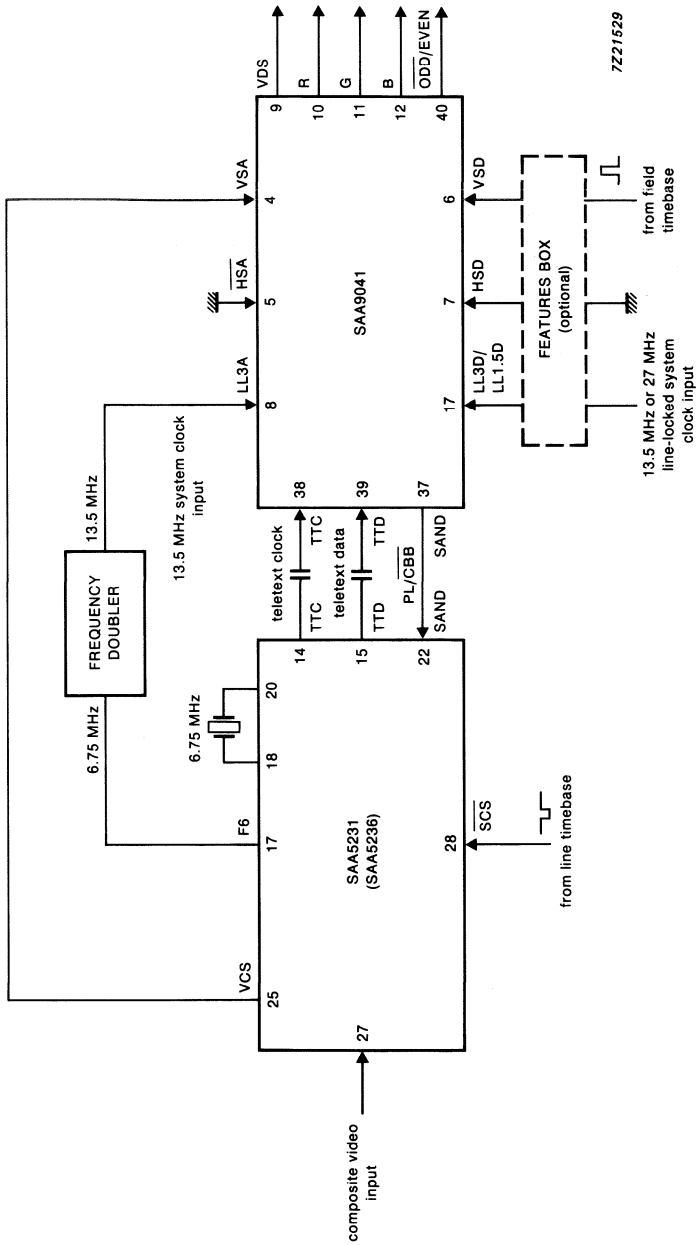 7Z21529
VDS
R
G
B
ODD/EVEN
9
10
11
12
40
VSA
4
HSA
5
LL3A
8
SAA9041
6
VSD
7
HSD
17
LL3D/
LL1.5D
FEATURES BOX
(optional)
from field
timebase
13.5 MHz or 27 MHz
line-locked system
clock input
38
39
37
13.5 MHz
13.5 MHz system clock
input
FREQUENCY
DOUBLER
6.75 MHz
teletext clock
TTC
TTC
teletext data
TTD
TTD
PL/CBB
SAND
SAND
14
15
22
20
18
6.75 MHz
F6
17
VCS
25
SAA5231
(SAA5236)
28
SCS
from line timebase
27
composite video
input